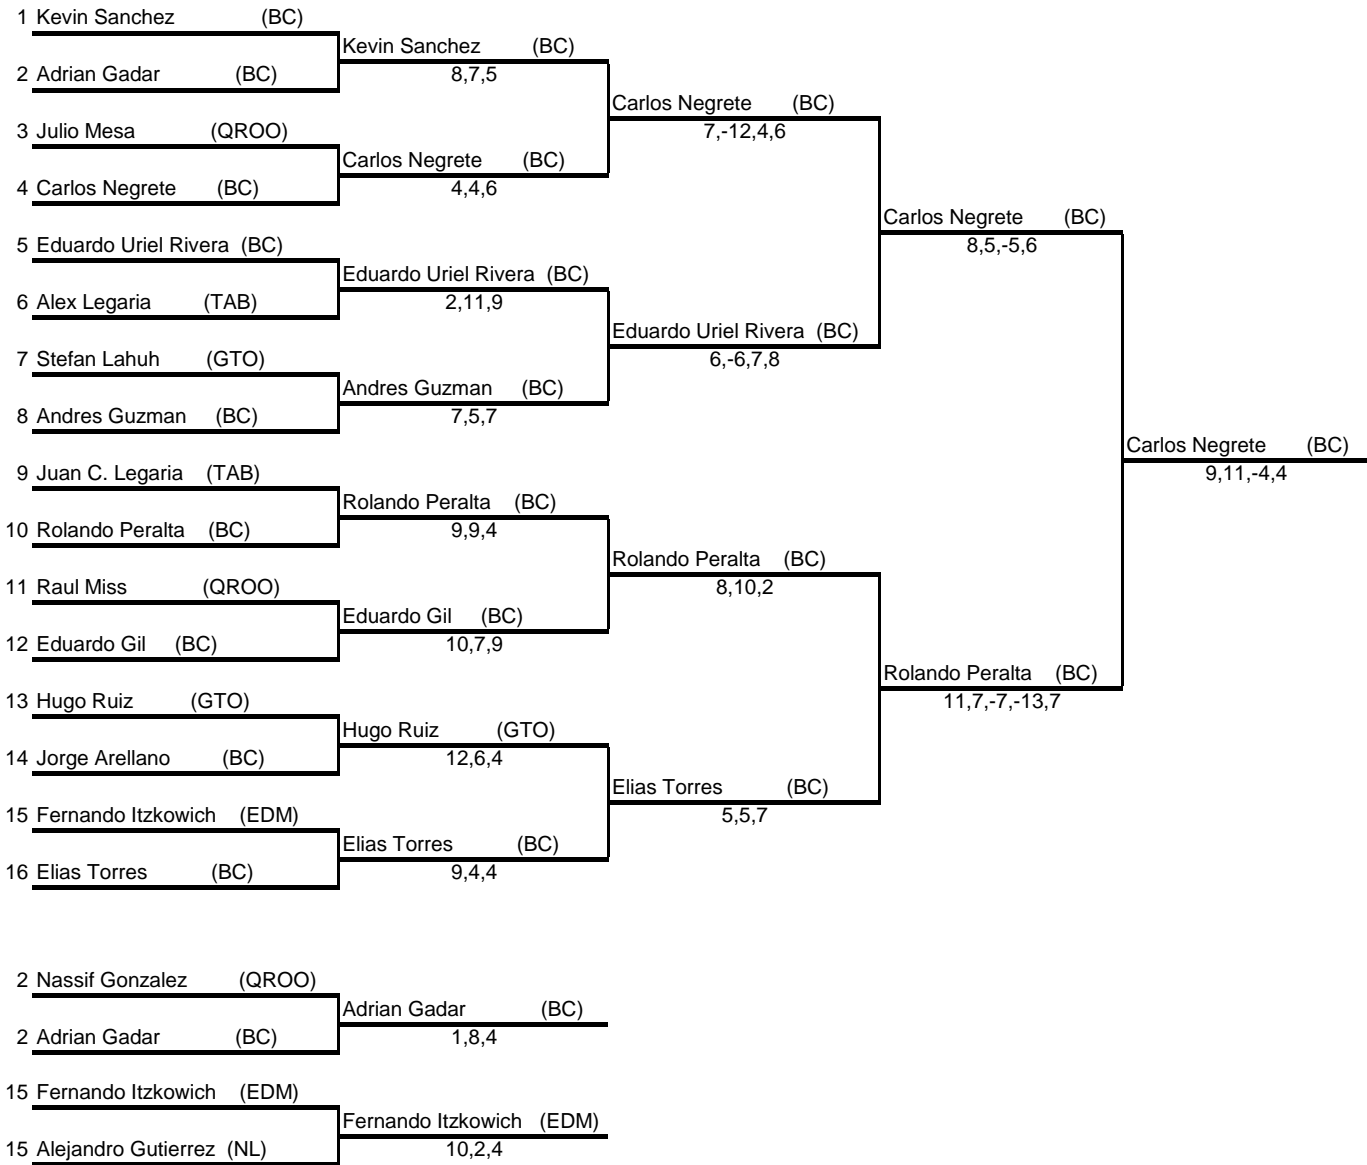 1 Kevin Sanchez (BC)
Kevin Sanchez (BC)
2 Adrian Gadar (BC)
8,7,5
Carlos Negrete (BC)
3 Julio Mesa (QROO)
7,-12,4,6
Carlos Negrete (BC)
4 Carlos Negrete (BC)
4,4,6
Carlos Negrete (BC)
5 Eduardo Uriel Rivera (BC)
8,5,-5,6
Eduardo Uriel Rivera (BC)
6 Alex Legaria (TAB)
2,11,9
Eduardo Uriel Rivera (BC)
7 Stefan Lahuh (GTO)
6,-6,7,8
Andres Guzman (BC)
8 Andres Guzman (BC)
7,5,7
Carlos Negrete (BC)
9 Juan C. Legaria (TAB)
9,11,-4,4
Rolando Peralta (BC)
10 Rolando Peralta (BC)
9,9,4
Rolando Peralta (BC)
11 Raul Miss (QROO)
8,10,2
Eduardo Gil (BC)
12 Eduardo Gil (BC)
10,7,9
Rolando Peralta (BC)
13 Hugo Ruiz (GTO)
11,7,-7,-13,7
Hugo Ruiz (GTO)
14 Jorge Arellano (BC)
12,6,4
Elias Torres (BC)
15 Fernando Itzkowich (EDM)
5,5,7
Elias Torres (BC)
16 Elias Torres (BC)
9,4,4
2 Nassif Gonzalez (QROO)
Adrian Gadar (BC)
2 Adrian Gadar (BC)
1,8,4
15 Fernando Itzkowich (EDM)
Fernando Itzkowich (EDM)
15 Alejandro Gutierrez (NL)
10,2,4